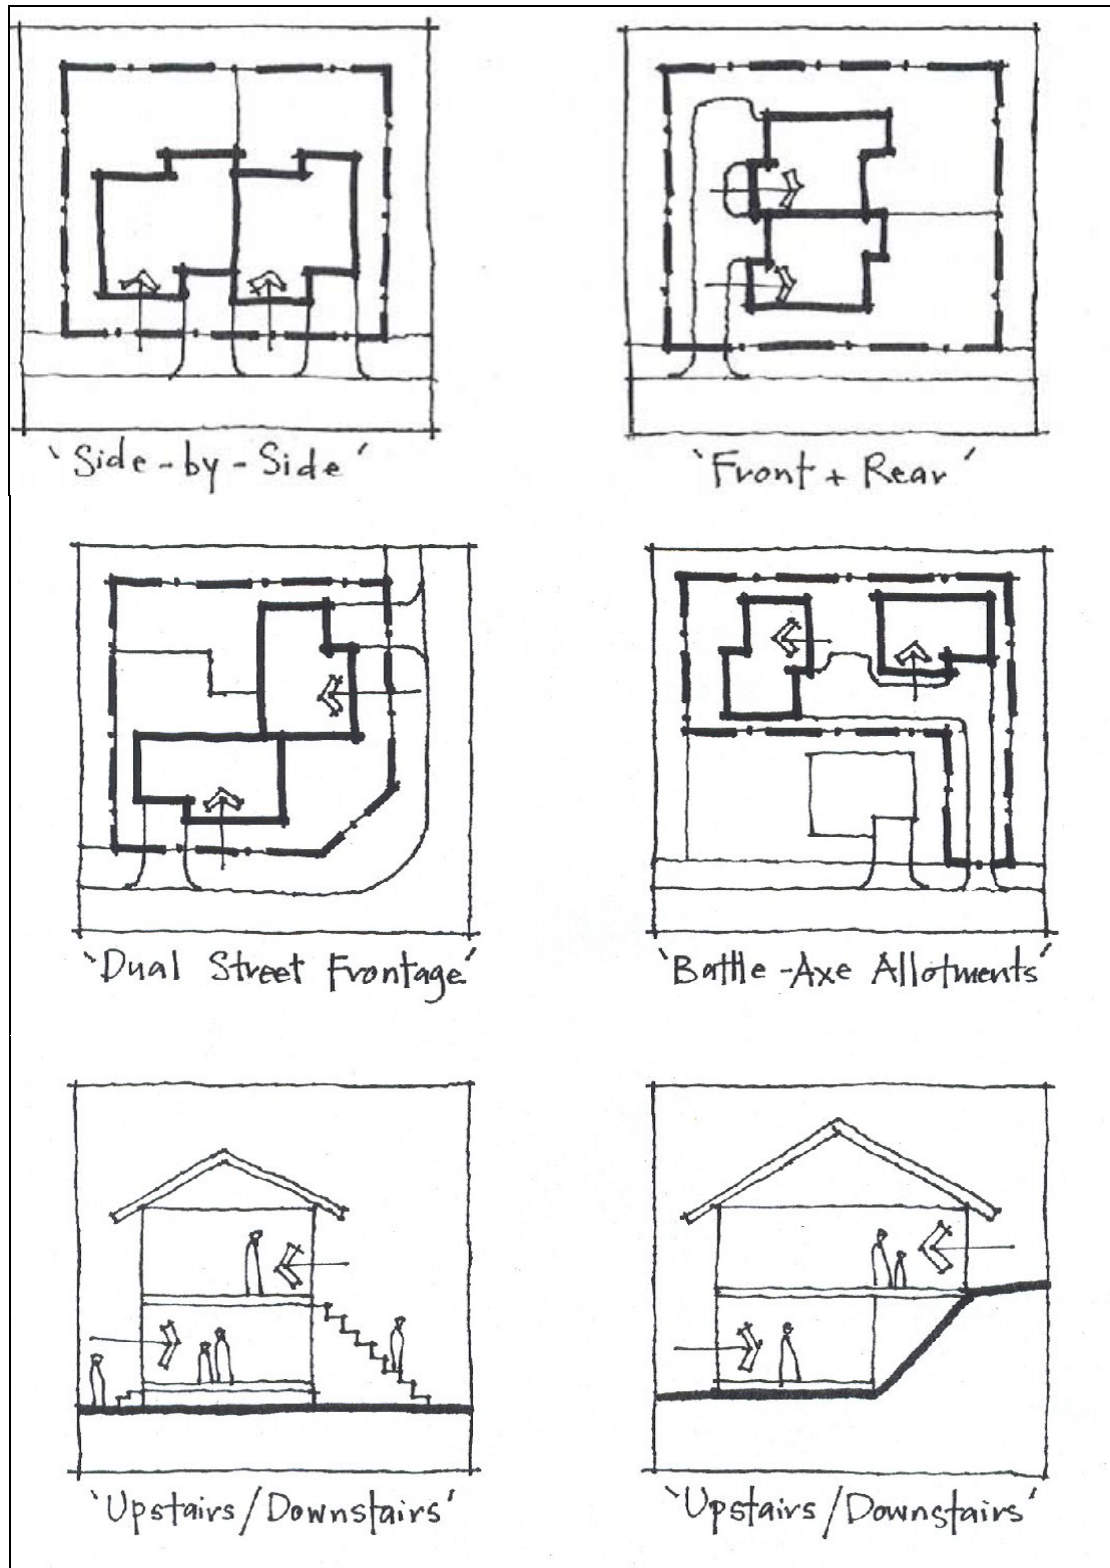 'Side-by-Side'
'Front + Rear'
'Dual Street Frontage'
'Battle-Axe Allotments'
'Upstairs/Downstairs'
'Upstairs/Downstairs'